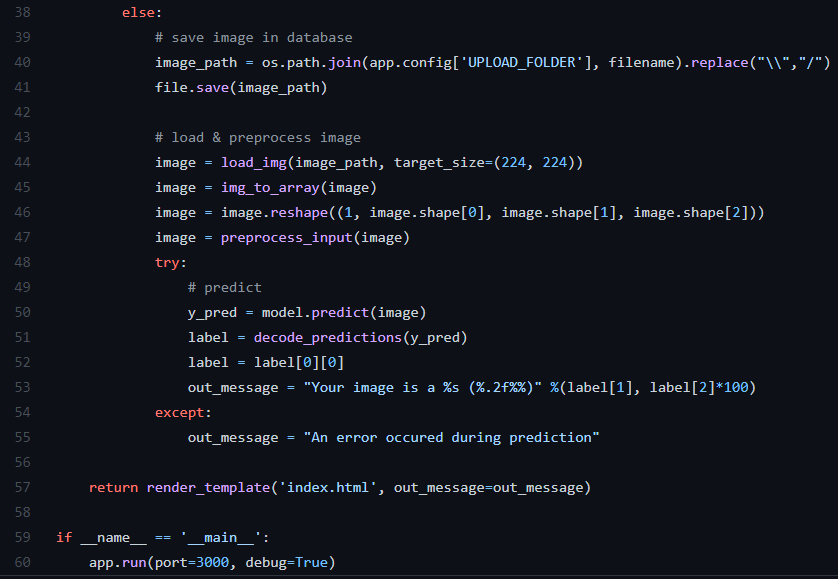 38 else:
39 # save image in database
40 image_path = os.path.join(app.config['UPLOAD_FOLDER'], filename).replace("\\","/")
41 file.save(image_path)
42
43 # load & preprocess image
44 image = load_img(image_path, target_size=(224, 224))
45 image = img_to_array(image)
46 image = image.reshape((1, image.shape[0], image.shape[1], image.shape[2]))
47 image = preprocess_input(image)
48 try:
49 # predict
50 y_pred = model.predict(image)
51 label = decode_predictions(y_pred)
52 label = label[0][0]
53 out_message = "Your image is a %s (%.2f%%)" %(label[1], label[2]*100)
54 except:
55 out_message = "An error occured during prediction"
56
57 return render_template('index.html', out_message=out_message)
58
59 if __name__ == '__main__':
60 app.run(port=3000, debug=True)